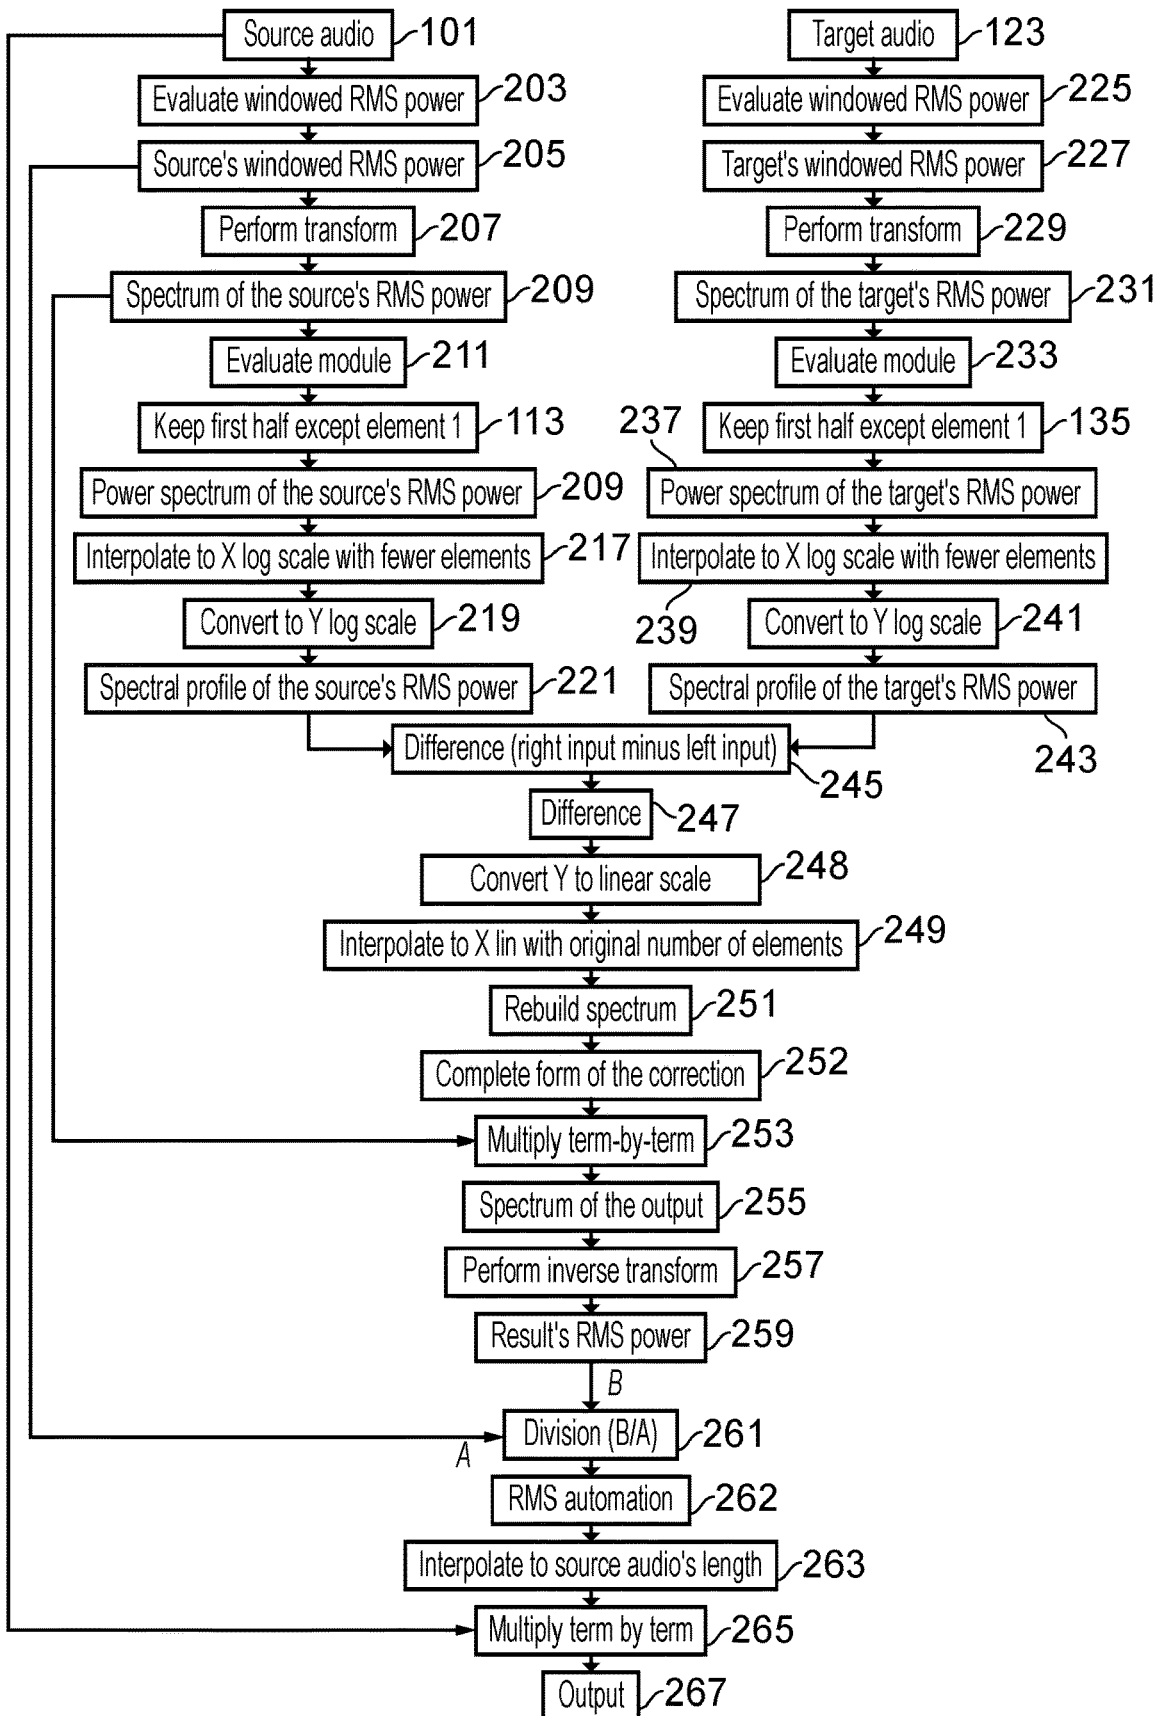 Source audio 101
Target audio 123
Evaluate windowed RMS power 203
Evaluate windowed RMS power 225
Source's windowed RMS power 205
Target's windowed RMS power 227
Perform transform 207
Perform transform 229
Spectrum of the source's RMS power 209
Spectrum of the target's RMS power 231
Evaluate module 211
Evaluate module 233
Keep first half except element 1 113
Keep first half except element 1 135
237
Power spectrum of the source's RMS power 209
Power spectrum of the target's RMS power
Interpolate to X log scale with fewer elements 217
Interpolate to X log scale with fewer elements
239
Convert to Y log scale 219
Convert to Y log scale 241
Spectral profile of the source's RMS power 221
Spectral profile of the target's RMS power
243
Difference (right input minus left input)
245
Difference 247
Convert Y to linear scale 248
Interpolate to X lin with original number of elements 249
Rebuild spectrum 251
Complete form of the correction 252
Multiply term-by-term 253
Spectrum of the output 255
Perform inverse transform 257
Result's RMS power 259
B
A
Division (B/A) 261
RMS automation 262
Interpolate to source audio's length 263
Multiply term by term 265
Output 267